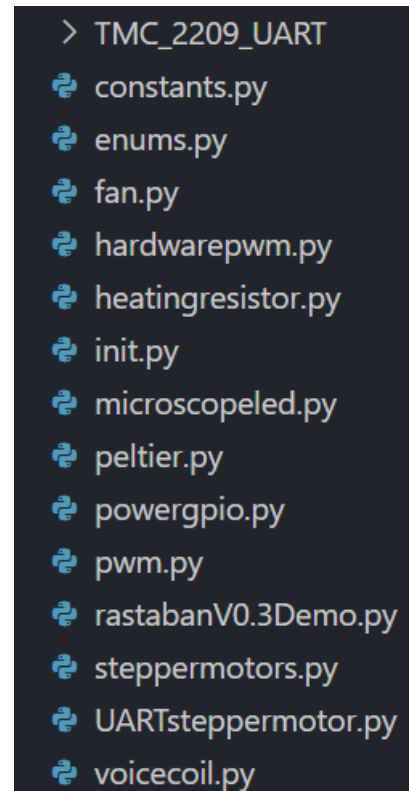 TMC_2209_UART
constants.py
enums.py
fan.py
hardwarepwm.py
heatingresistor.py
init.py
microscopeled.py
peltier.py
powergpio.py
pwm.py
rastabanV0.3Demo.py
steppermotors.py
UARTsteppermotor.py
voicecoil.py